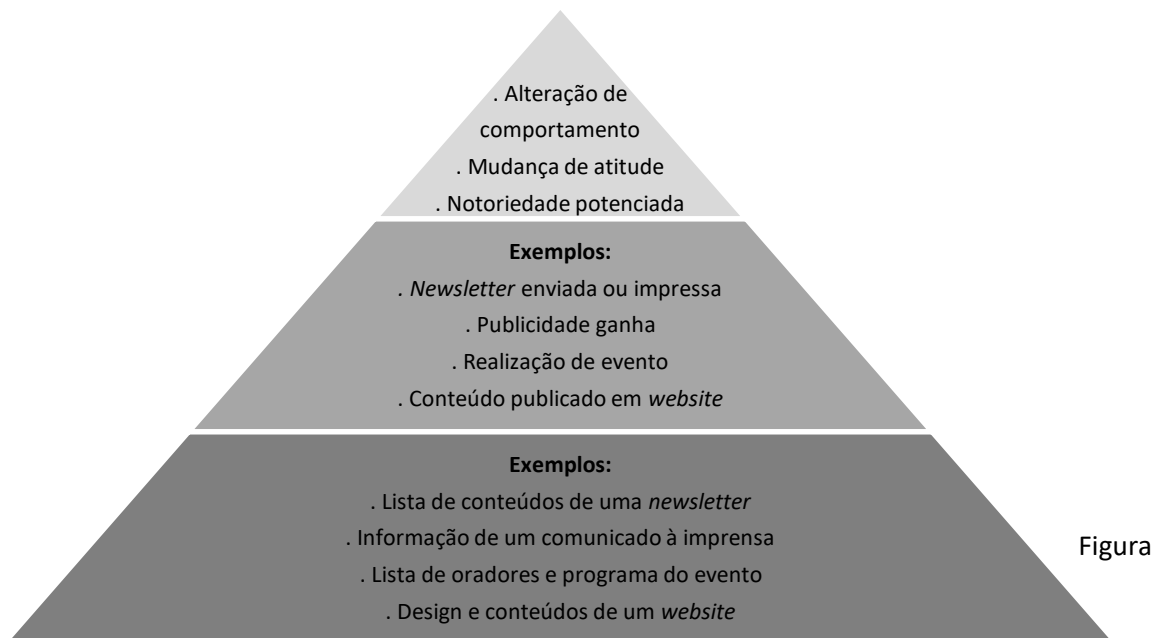 . Alteração de
comportamento
. Mudança de atitude
. Notoriedade potenciada
Exemplos:
. Newsletter enviada ou impressa
. Publicidade ganha
. Realização de evento
. Conteúdo publicado em website
Exemplos:
. Lista de conteúdos de uma newsletter
. Informação de um comunicado à imprensa
. Lista de oradores e programa do evento
. Design e conteúdos de um website
Figura